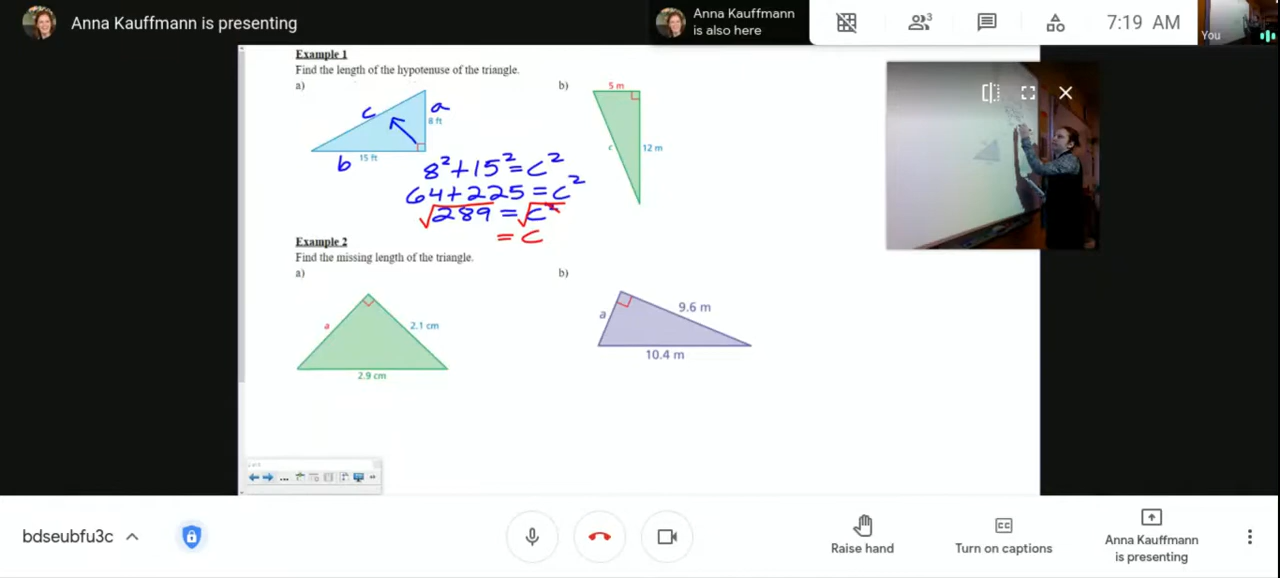 Anna Kauffmann is presenting
Anna Kauffmann
is also here
3
7:19 AM
You
Example 1
Find the length of the hypotenuse of the triangle.
a)
c
a
8 ft
b
15 ft
8²+15²=c²
64+225=c²
√289=√c²
=c
b)
5 m
c
12 m
Example 2
Find the missing length of the triangle.
a)
a
2.1 cm
2.9 cm
b)
a
9.6 m
10.4 m
bdseubfu3c
Raise hand
CC
Turn on captions
Anna Kauffmann
is presenting